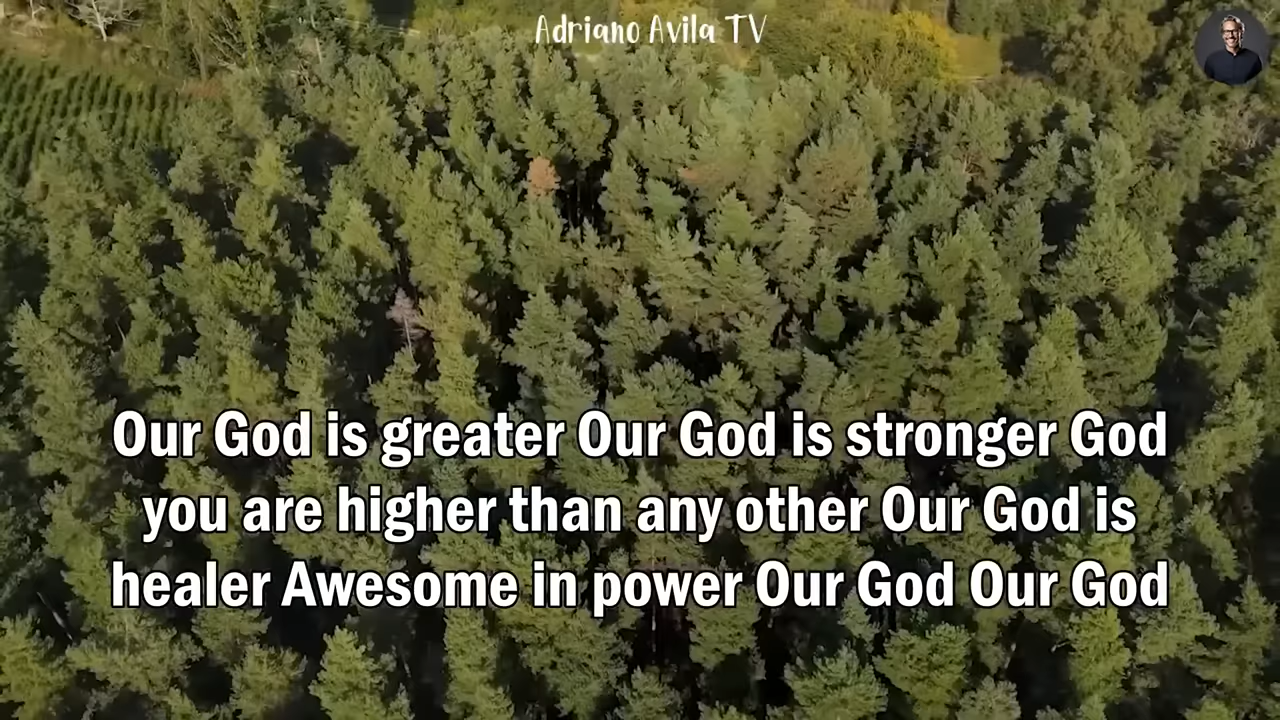 Adriano Avila TV
Our God is greater Our God is stronger God
you are higher than any other Our God is
healer Awesome in power Our God Our God